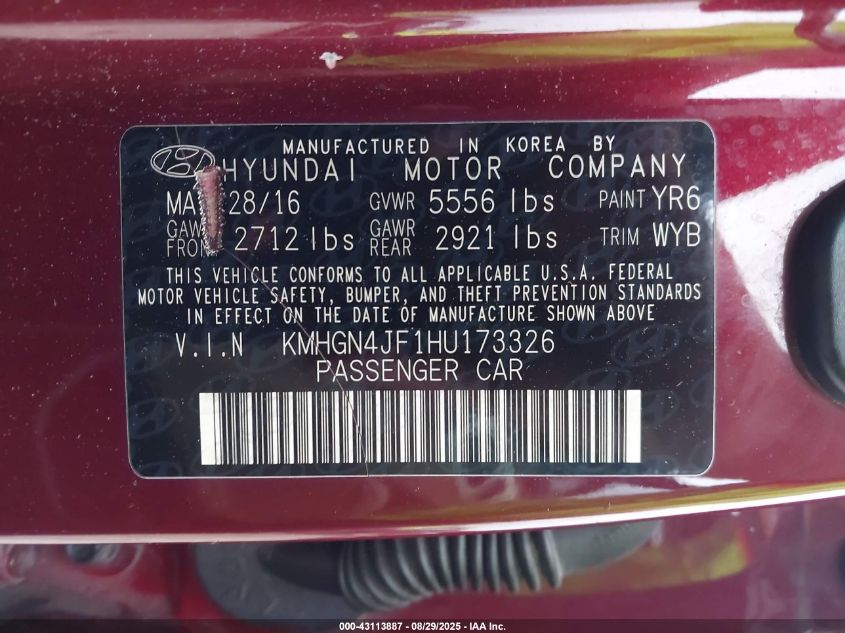 MANUFACTURED IN KOREA BY
HYUNDAI MOTOR COMPANY
28/16 GVWR 5556 lbs PAINT YR6
FRONT 2712 lbs GAWR REAR 2921 lbs TRIM WYB
THIS VEHICLE CONFORMS TO ALL APPLICABLE U.S.A. FEDERAL
MOTOR VEHICLE SAFETY, BUMPER, AND THEFT PREVENTION STANDARDS
IN EFFECT ON THE DATE OF MANUFACTURE SHOWN ABOVE
V.I.N KMHGN4JF1HU173326
PASSENGER CAR
000-43113887 - 08/29/2025 - IAA Inc.